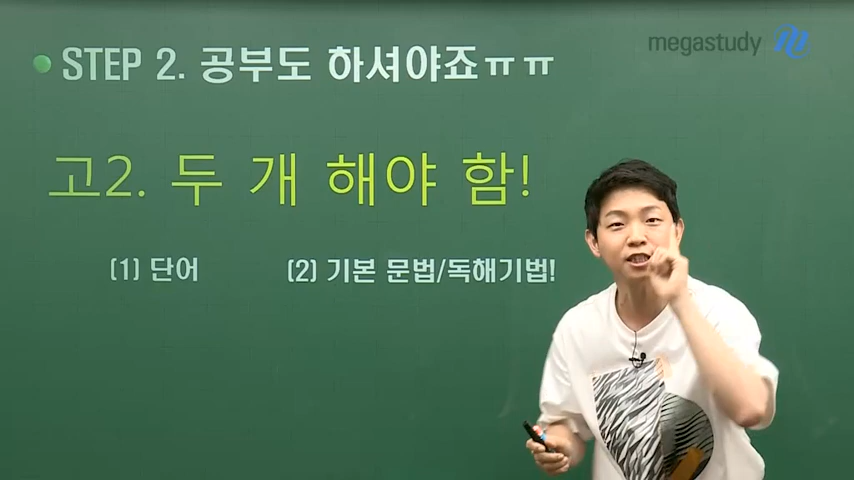 megastudy
STEP 2. 공부도 하셔야죠ㅠㅠ
고2. 두 개 해야 함!
(1) 단어 (2) 기본 문법/독해기법!